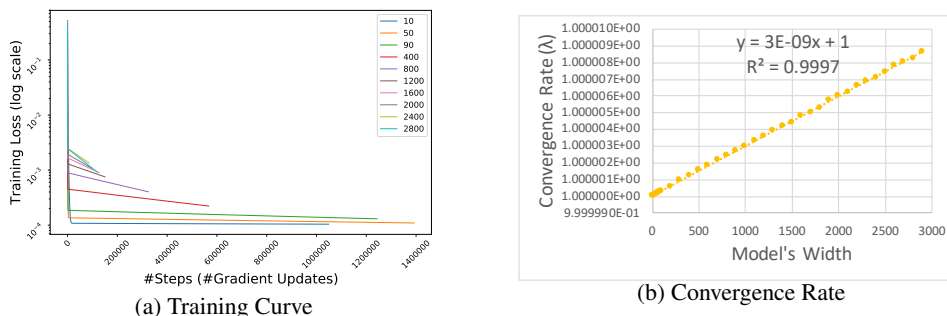 10
50
90
400
800
1200
1600
2000
2400
2800
10⁻¹
10⁻²
10⁻³
10⁻⁴
Training Loss (log scale)
0
200000
400000
600000
800000
1000000
1200000
1400000
#Steps (#Gradient Updates)
(a) Training Curve
1.000010E+00
1.000009E+00
1.000008E+00
1.000007E+00
1.000006E+00
1.000005E+00
1.000004E+00
1.000003E+00
1.000002E+00
1.000001E+00
1.000000E+00
9.999990E-01
Convergence Rate (λ)
y = 3E-09x + 1
R² = 0.9997
0 500 1000 1500 2000 2500 3000
Model's Width
(b) Convergence Rate